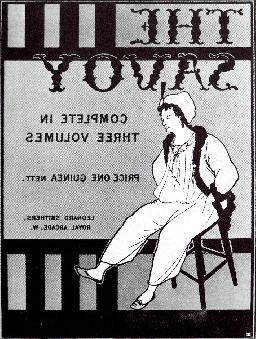 THE
SAVOY
COMPLETE IN
THREE VOLUMES
PRICE ONE GUINEA NETT.
LEONARD SMITHERS,
ROYAL ARCADE, W.